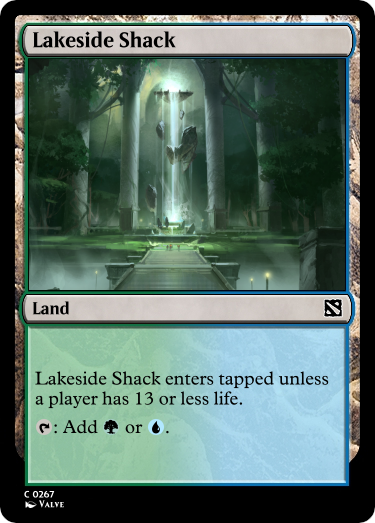 Lakeside Shack
Land
Lakeside Shack enters tapped unless
a player has 13 or less life.
: Add or .
C 0267
Valve